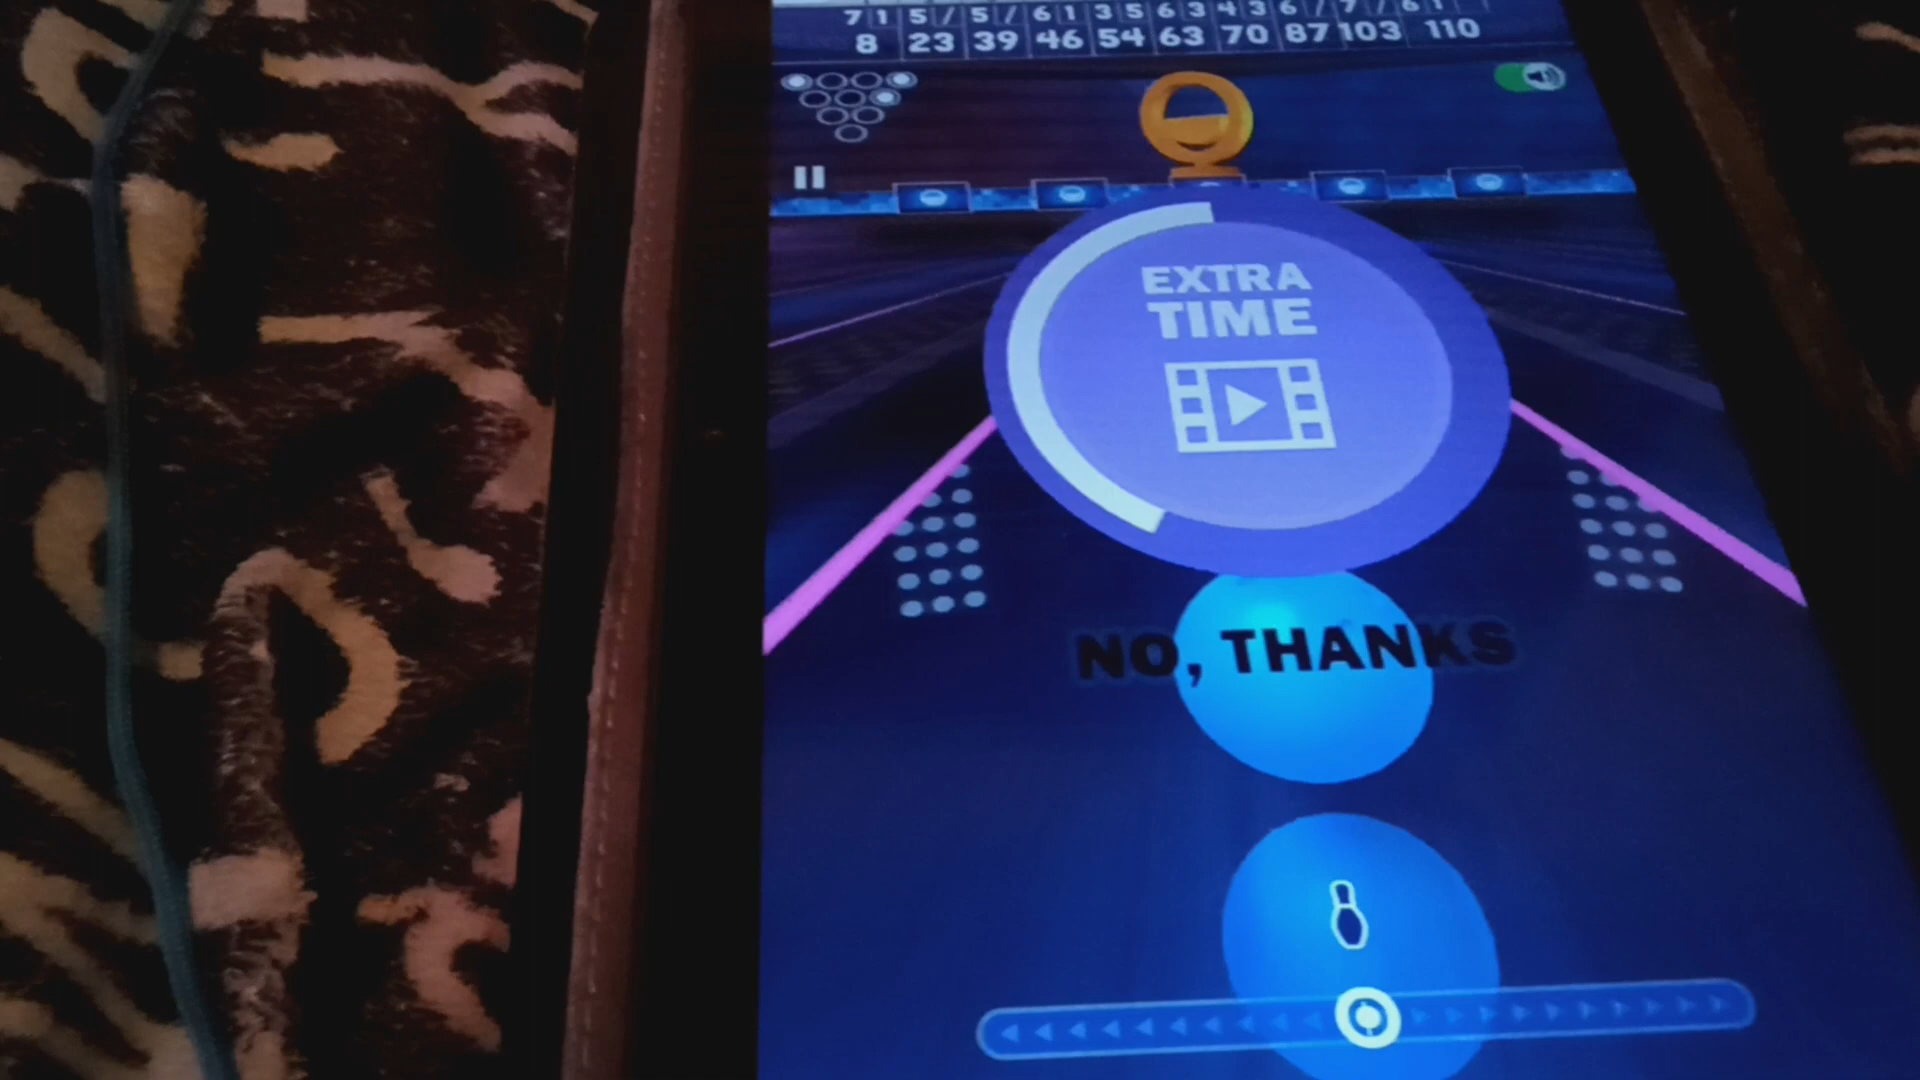 7 1 5 / 5 / 6 1 3 5 6 3 4 3 6 / 7 / 6 1
8 23 39 46 54 63 70 87 103 110
EXTRA
TIME
NO, THANKS